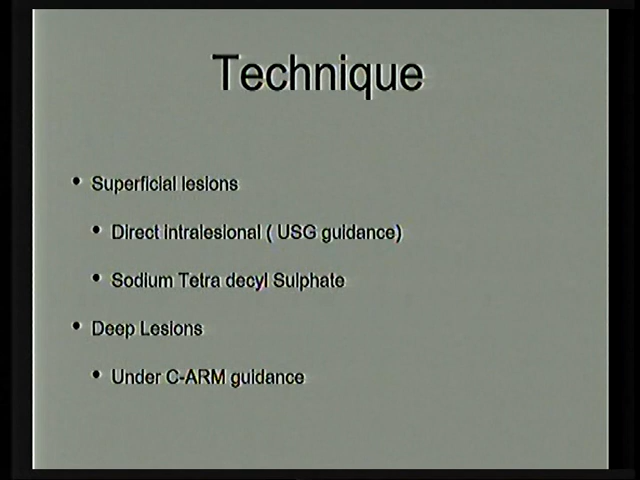 Technique
• Superficial lesions
• Direct intralesional ( USG guidance)
• Sodium Tetra decyl Sulphate
• Deep Lesions
• Under C-ARM guidance